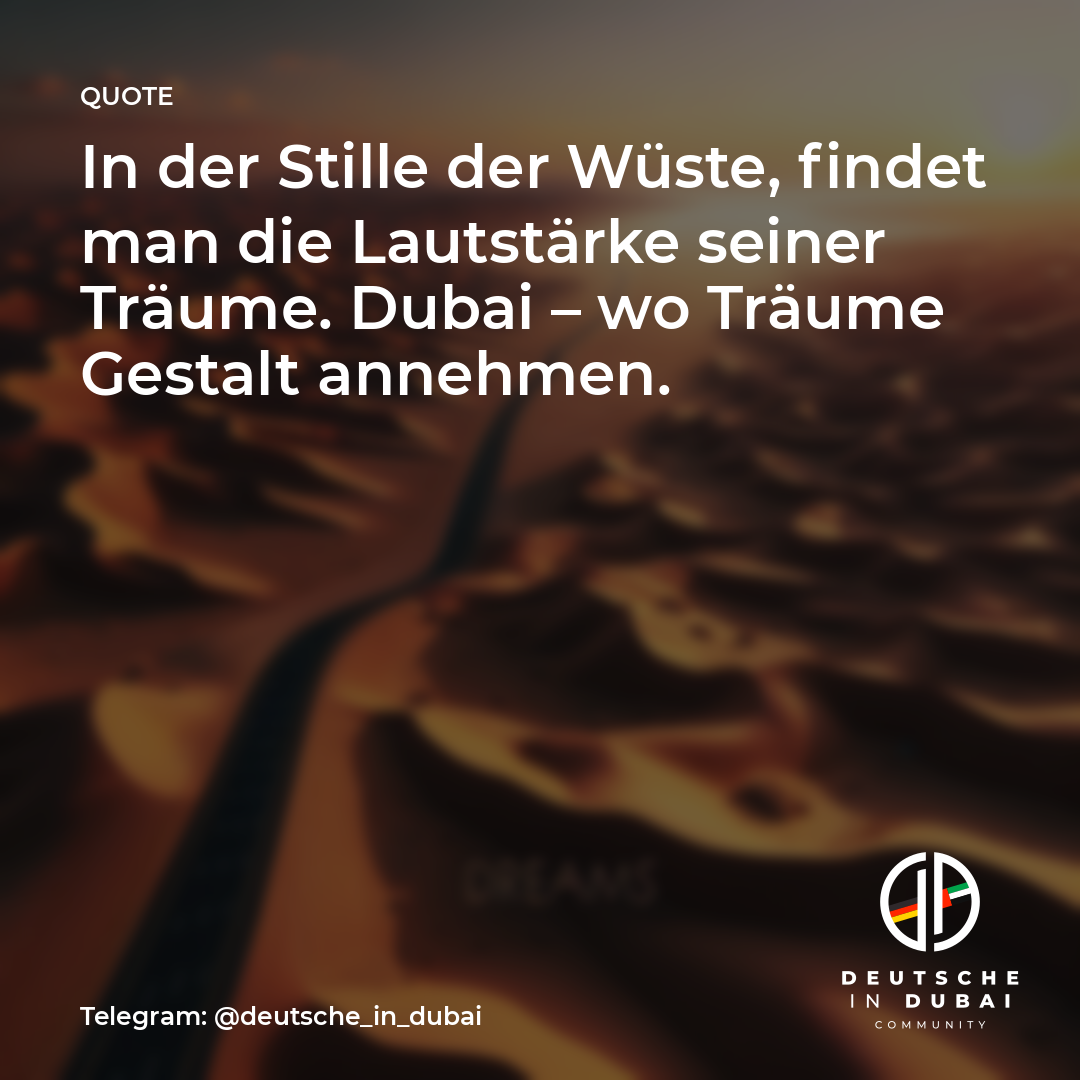 QUOTE
In der Stille der Wüste, findet
man die Lautstärke seiner
Träume. Dubai – wo Träume
Gestalt annehmen.
DREAMS
Telegram: @deutsche_in_dubai
DEUTSCHE
IN DUBAI
COMMUNITY